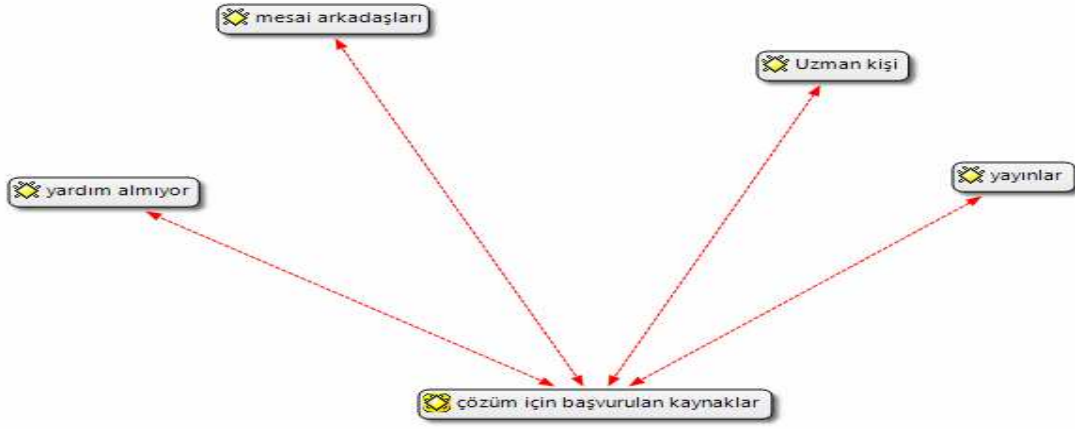 mesai arkadaşları
Uzman kişi
yardım almıyor
yayınlar
çözüm için başvurulan kaynaklar